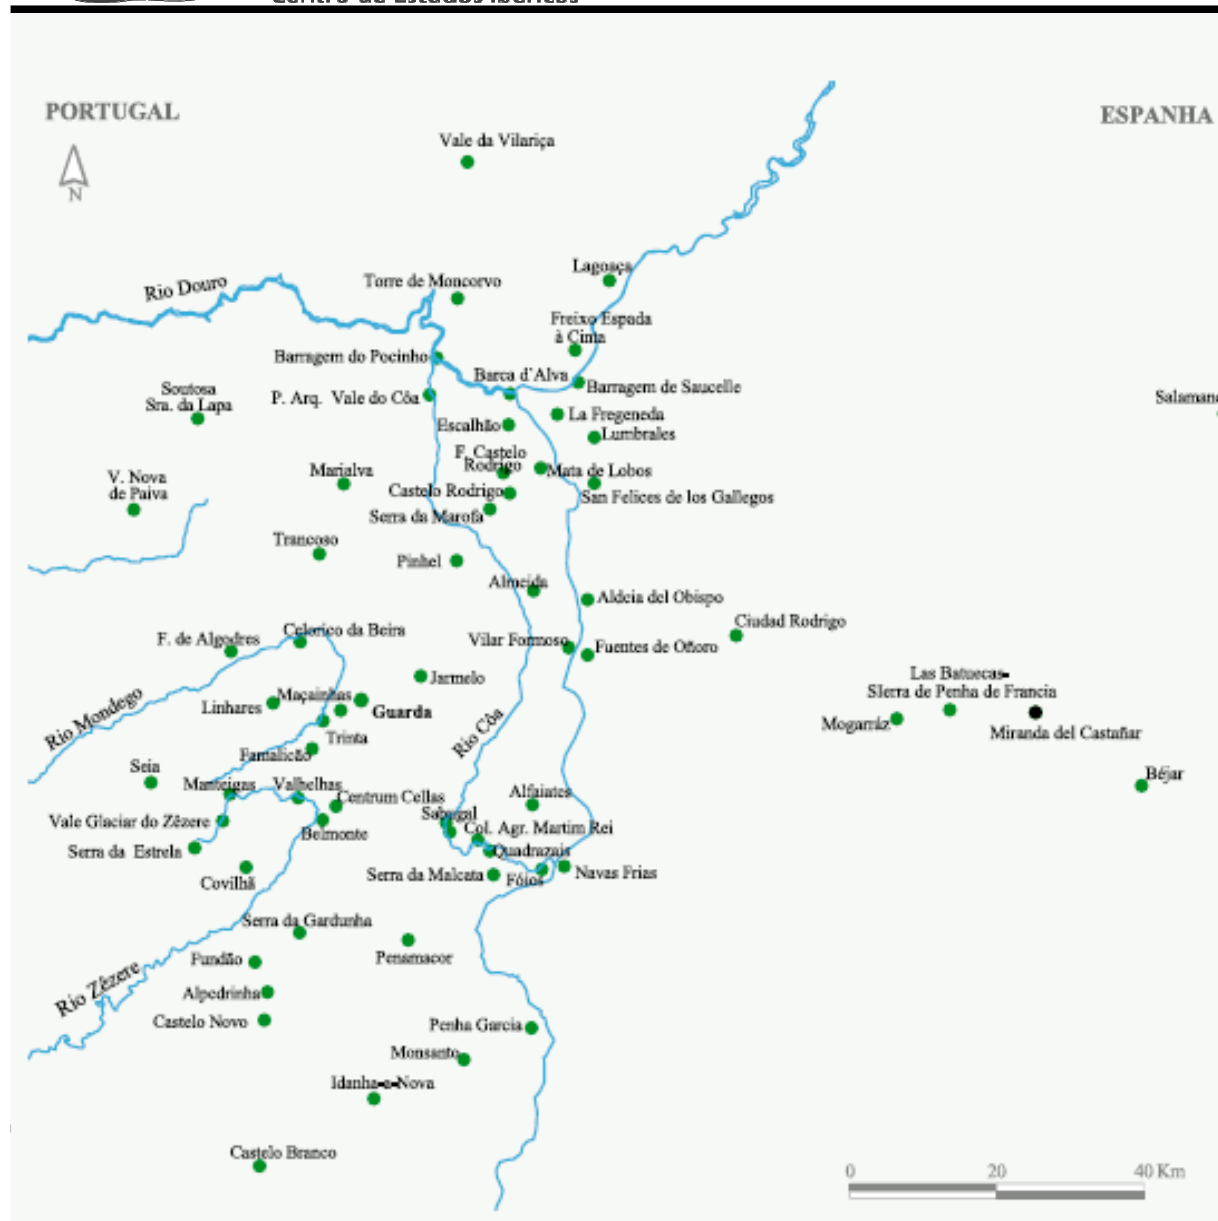 Centro de Estudos Ibéricos
PORTUGAL
ESPANHA
N
Vale da Vilariça
Lagoaça
Rio Douro
Torre de Moncorvo
Freixo Espada
à Cinta
Barragem do Pocinho
Barca d'Alva
Barragem de Saucelle
Soutosa
Sra. da Lapa
P. Arq. Vale do Côa
La Fregeneda
Salamanc
Escalhão
Lumbrales
F. Castelo
Rodrigo
Mata de Lobos
Marialva
V. Nova
de Paiva
Castelo Rodrigo
San Felices de los Gallegos
Serra da Marofa
Trancoso
Pinhel
Almeida
Aldeia del Obispo
Ciudad Rodrigo
Celorico da Beira
F. de Algodres
Vilar Formoso
Fuentes de Oñoro
Jarmelo
Las Batuecas-
SIerra de Penha de Francia
Maçainhas
Linhares
Guarda
Rio Mondego
Rio Côa
Mogarráz
Miranda del Castañar
Trinta
Famalicão
Seia
Béjar
Manteigas
Valhelhas
Centrum Cellas
Alfaiates
Vale Glaciar do Zêzere
Belmonte
Sabugal
Col. Agr. Martim Rei
Serra da Estrela
Quadrazais
Covilhã
Serra da Malcata
Fóios
Navas Frias
Serra da Gardunha
Fundão
Penamacor
Rio Zêzere
Alpedrinha
Castelo Novo
Penha Garcia
Monsanto
Idanha-a-Nova
Castelo Branco
0 20 40 Km